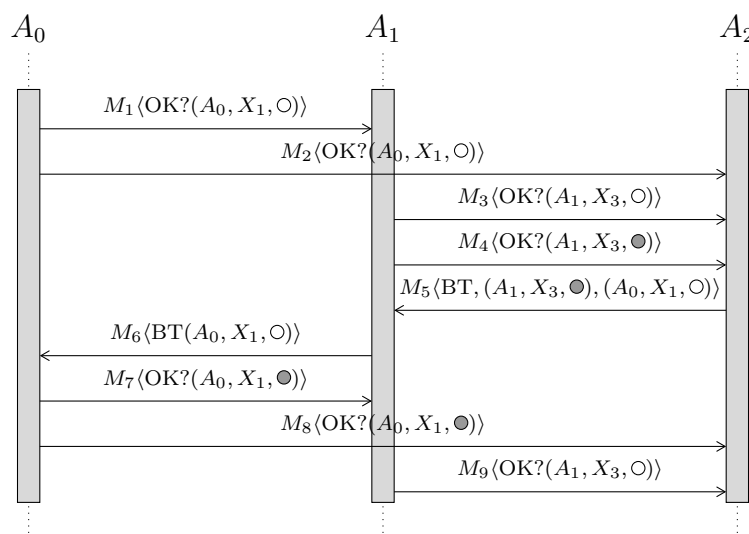 A₀ A₁ A₂
M₁⟨OK?(A₀, X₁, ○)⟩
M₂⟨OK?(A₀, X₁, ○)⟩
M₃⟨OK?(A₁, X₃, ○)⟩
M₄⟨OK?(A₁, X₃, ●)⟩
M₅⟨BT, (A₁, X₃, ●), (A₀, X₁, ○)⟩
M₆⟨BT(A₀, X₁, ○)⟩
M₇⟨OK?(A₀, X₁, ●)⟩
M₈⟨OK?(A₀, X₁, ●)⟩
M₉⟨OK?(A₁, X₃, ○)⟩